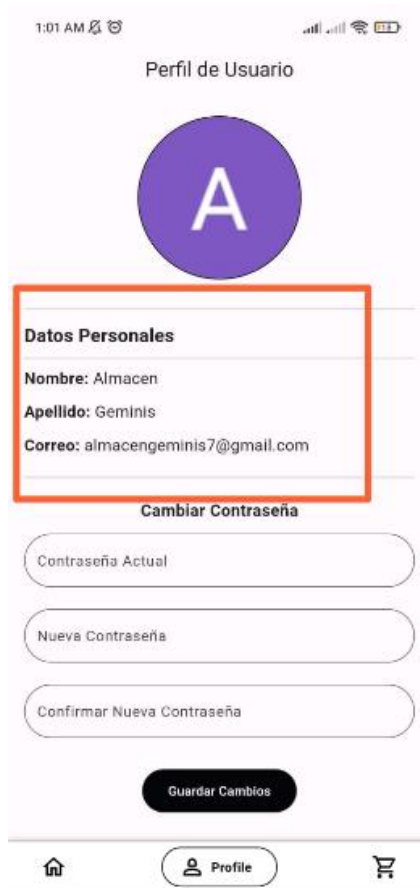 1:01 AM
Perfil de Usuario
A
Datos Personales
Nombre: Almacen
Apellido: Geminis
Correo: almacengeminis7@gmail.com
Cambiar Contraseña
Contraseña Actual
Nueva Contraseña
Confirmar Nueva Contraseña
Guardar Cambios
Profile